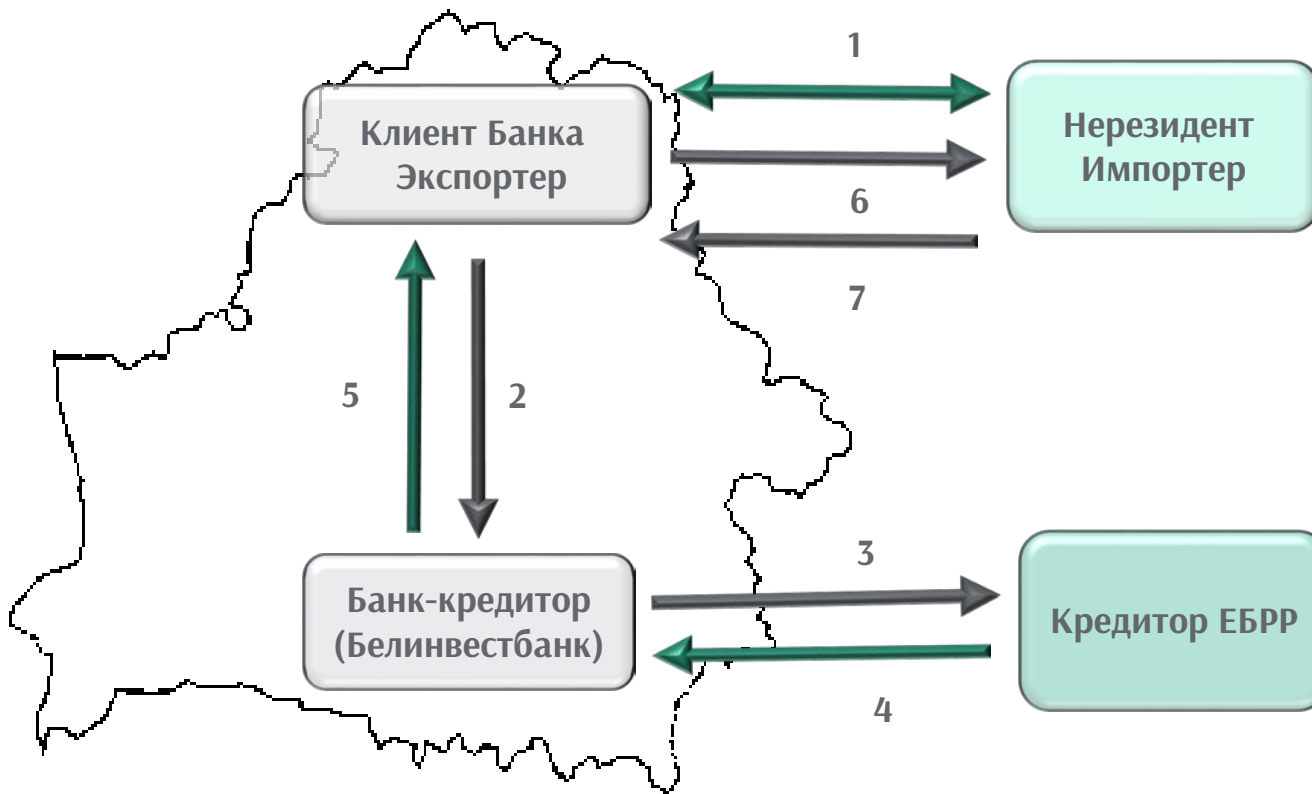 1
Клиент Банка
Экспортер
Нерезидент
Импортер
6
7
5
2
3
Банк-кредитор
(Белинвестбанк)
Кредитор ЕБРР
4